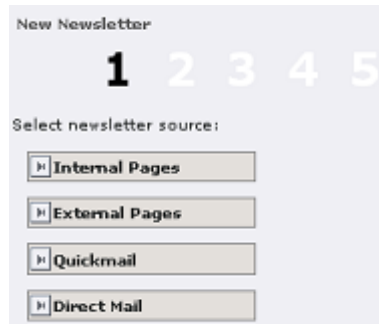 New Newsletter
1 2 3 4 5
Select newsletter source:
Internal Pages
External Pages
Quickmail
Direct Mail